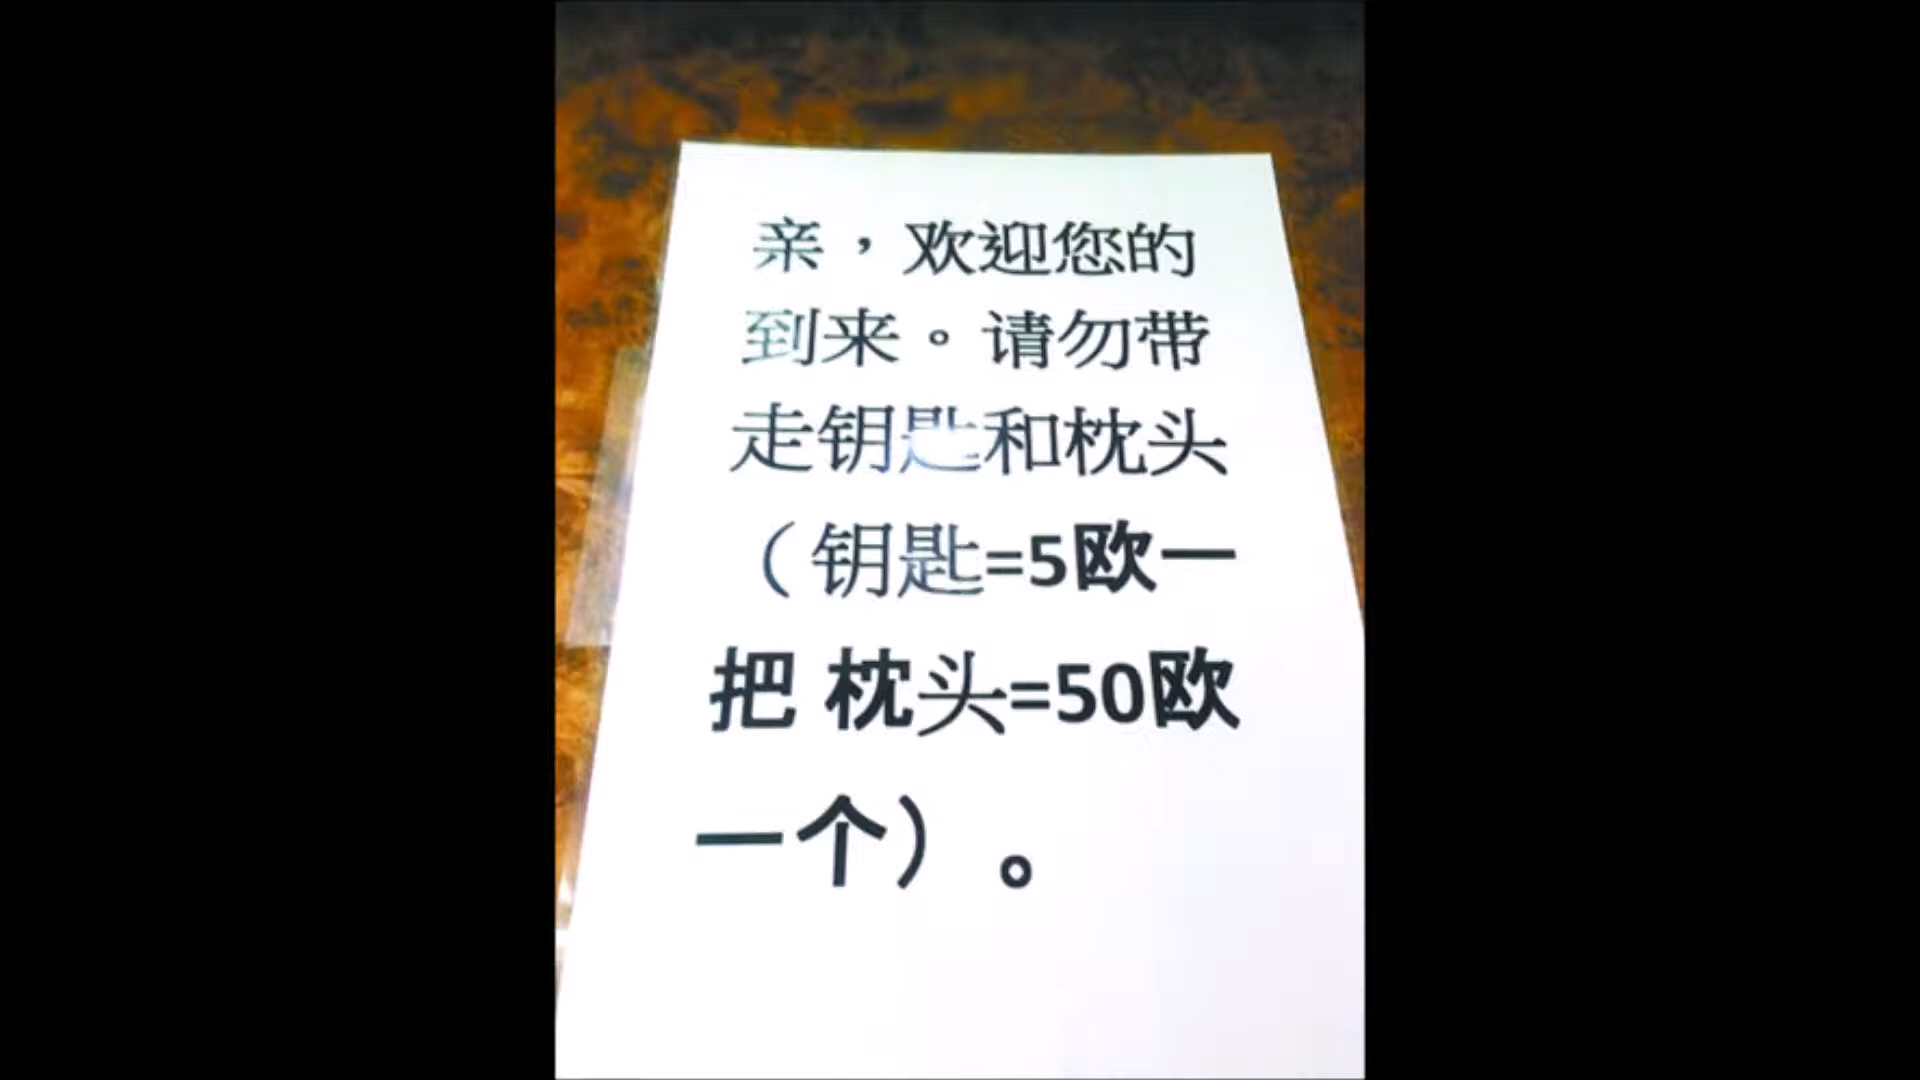 亲，欢迎您的
到来。请勿带
走钥匙和枕头
（钥匙=5欧一
把 枕头=50欧
一个）。